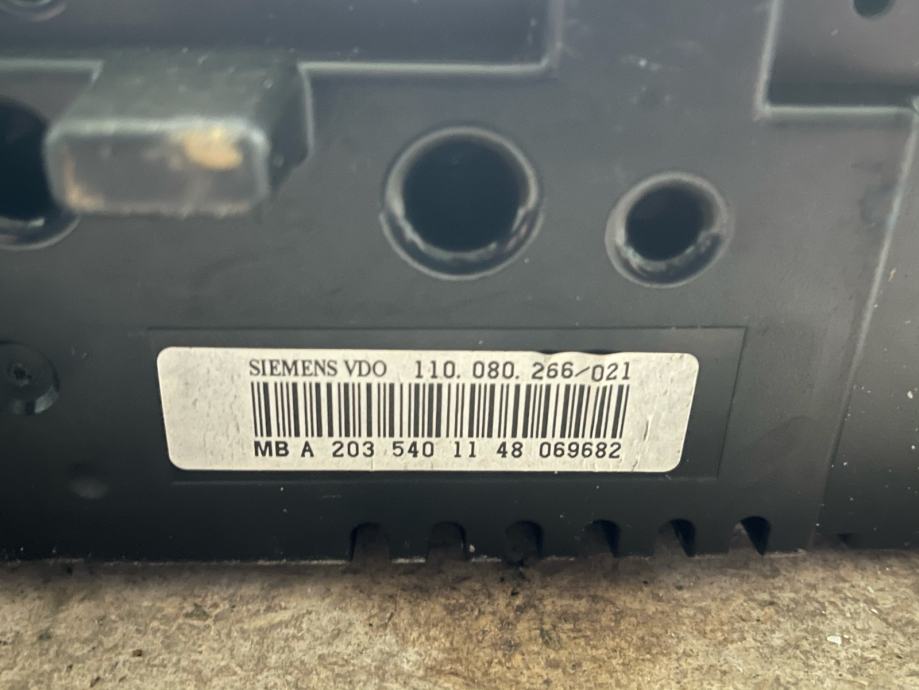 SIEMENS VDO 110.080.266/021
MB A 203 540 11 48 069682